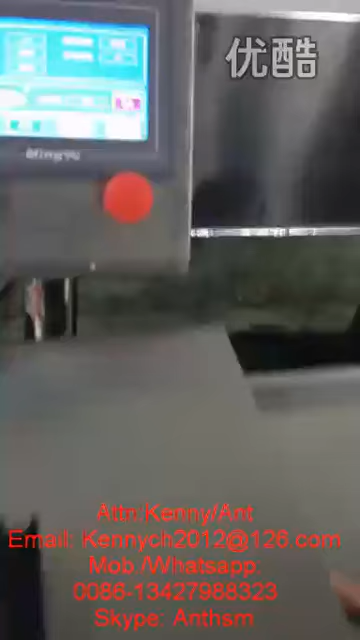 优酷
Attn:Kenny/Ant
Email: Kennych2012@126.com
Mob./Whatsapp:
0086-13427988323
Skype: Anthsm